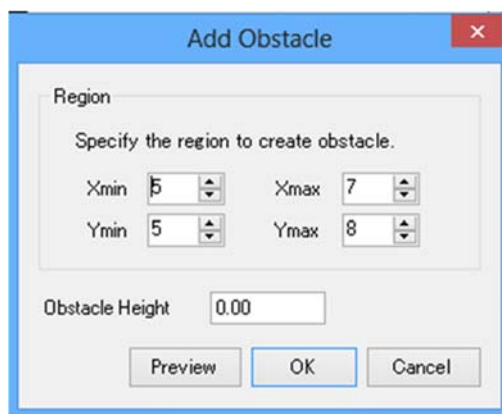 Add Obstacle
Region
Specify the region to create obstacle.
Xmin 5 Xmax 7
Ymin 5 Ymax 8
Obstacle Height 0.00
Preview OK Cancel